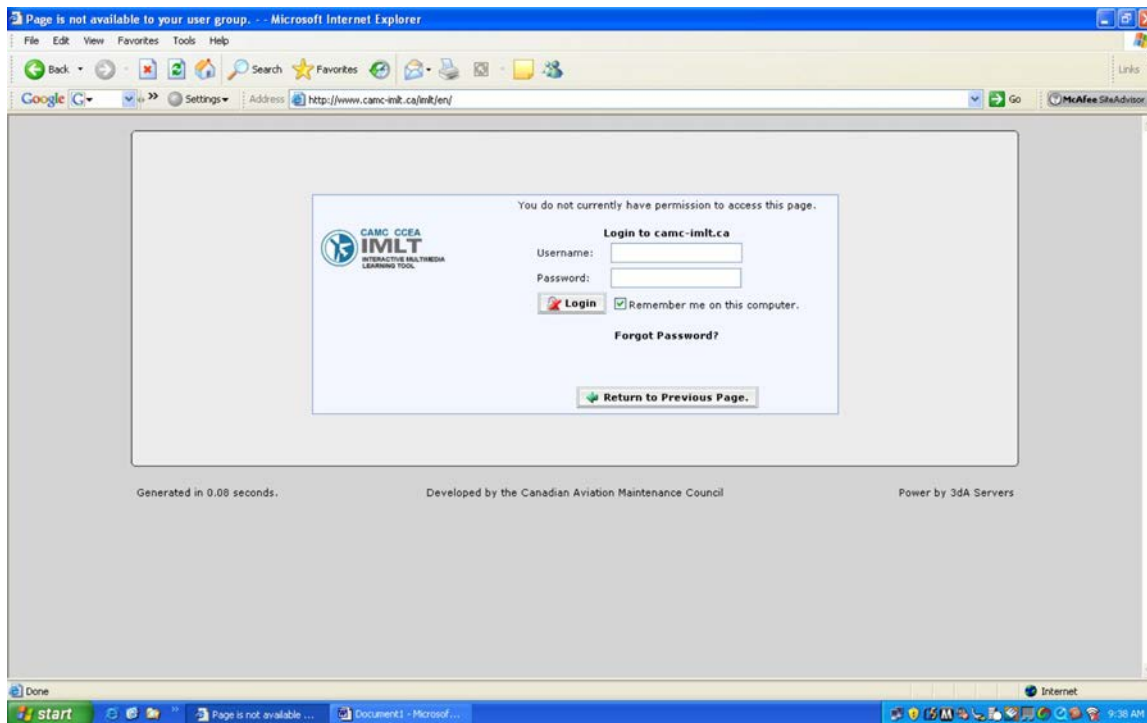 Page is not available to your user group. - - Microsoft Internet Explorer
File Edit View Favorites Tools Help
Back Search Favorites Links
Google G Settings Address http://www.camc-imlt.ca/imlt/en/ Go McAfee SiteAdvisor
You do not currently have permission to access this page.
CAMC CCEA
IMLT
INTERACTIVE MULTIMEDIA
LEARNING TOOL
Login to camc-imlt.ca
Username:
Password:
Login Remember me on this computer.
Forgot Password?
Return to Previous Page.
Generated in 0.08 seconds. Developed by the Canadian Aviation Maintenance Council Power by 3dA Servers
Done Internet
start Page is not available ... Document1 - Microsof... 9:38 AM